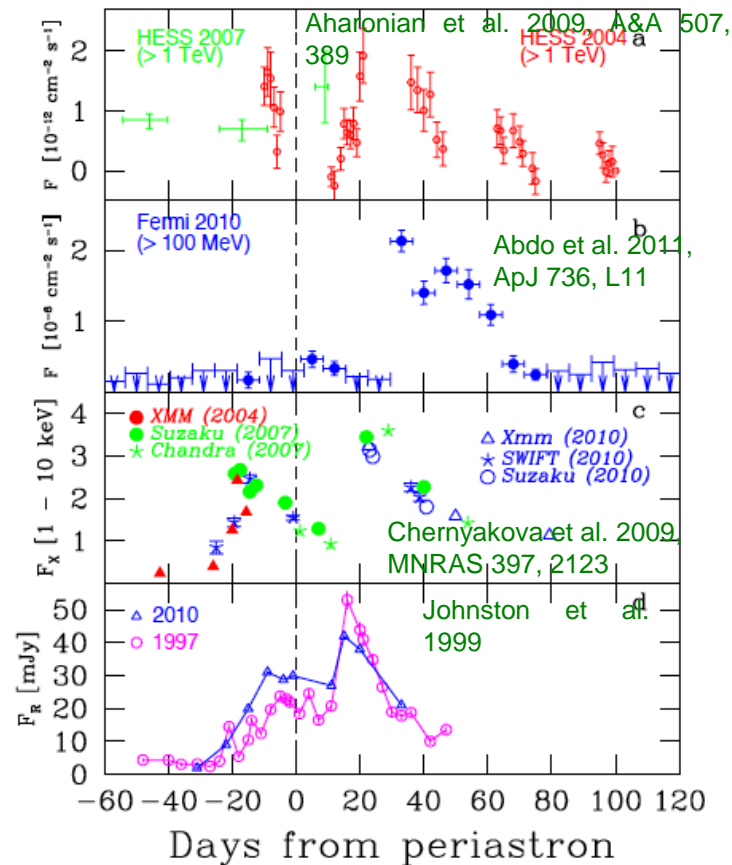 HESS 2007
(> 1 TeV)
Aharonian et al. 2009, A&A 507,
389
HESS 2004
(> 1 TeV)
a
F [10⁻¹² cm⁻² s⁻¹]
2
1
0
Fermi 2010
(> 100 MeV)
b
Abdo et al. 2011,
ApJ 736, L11
F [10⁻⁶ cm⁻² s⁻¹]
2
1
XMM (2004)
Suzaku (2007)
Chandra (2007)
c
Xmm (2010)
SWIFT (2010)
Suzaku (2010)
Chernyakova et al. 2009,
MNRAS 397, 2123
F_X [1 - 10 keV]
4
3
2
1
2010
1997
d
Johnston et al.
1999
F_R [mJy]
50
40
30
20
10
0
-60 -40 -20 0 20 40 60 80 100 120
Days from periastron